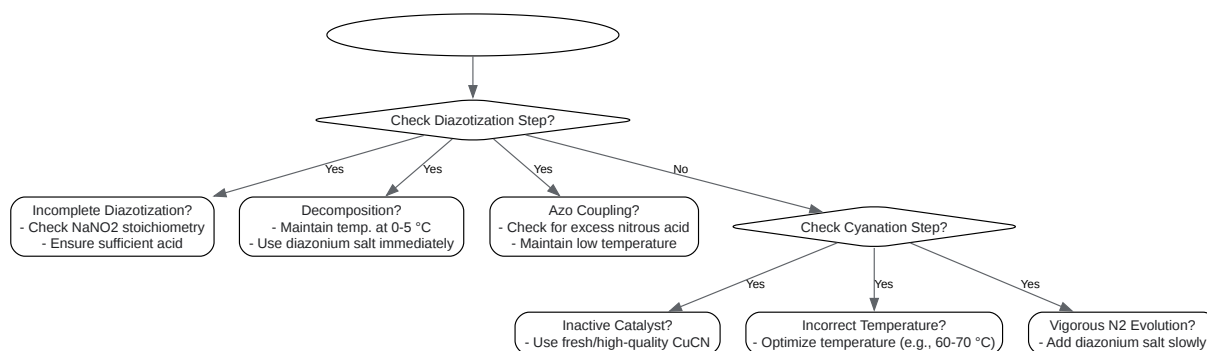 Check Diazotization Step?
Yes
Yes
Yes
No
Incomplete Diazotization?
- Check NaNO2 stoichiometry
- Ensure sufficient acid
Decomposition?
- Maintain temp. at 0-5 °C
- Use diazonium salt immediately
Azo Coupling?
- Check for excess nitrous acid
- Maintain low temperature
Check Cyanation Step?
Yes
Yes
Yes
Inactive Catalyst?
- Use fresh/high-quality CuCN
Incorrect Temperature?
- Optimize temperature (e.g., 60-70 °C)
Vigorous N2 Evolution?
- Add diazonium salt slowly